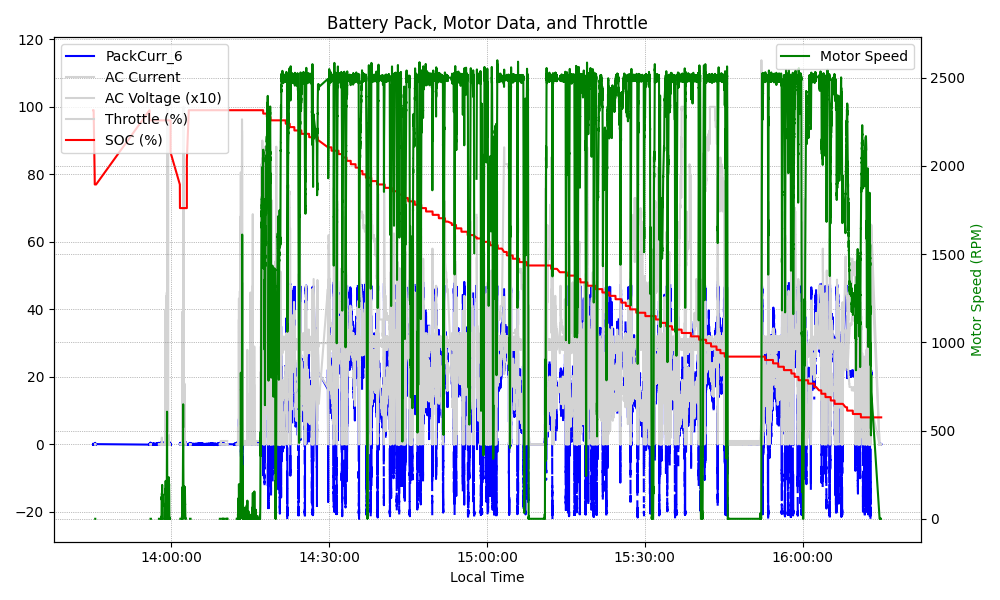 Battery Pack, Motor Data, and Throttle
PackCurr_6
AC Current
AC Voltage (x10)
Throttle (%)
SOC (%)
Motor Speed
120
100
80
60
40
20
0
−20
2500
2000
1500
1000
500
0
Motor Speed (RPM)
14:00:00
14:30:00
15:00:00
15:30:00
16:00:00
Local Time